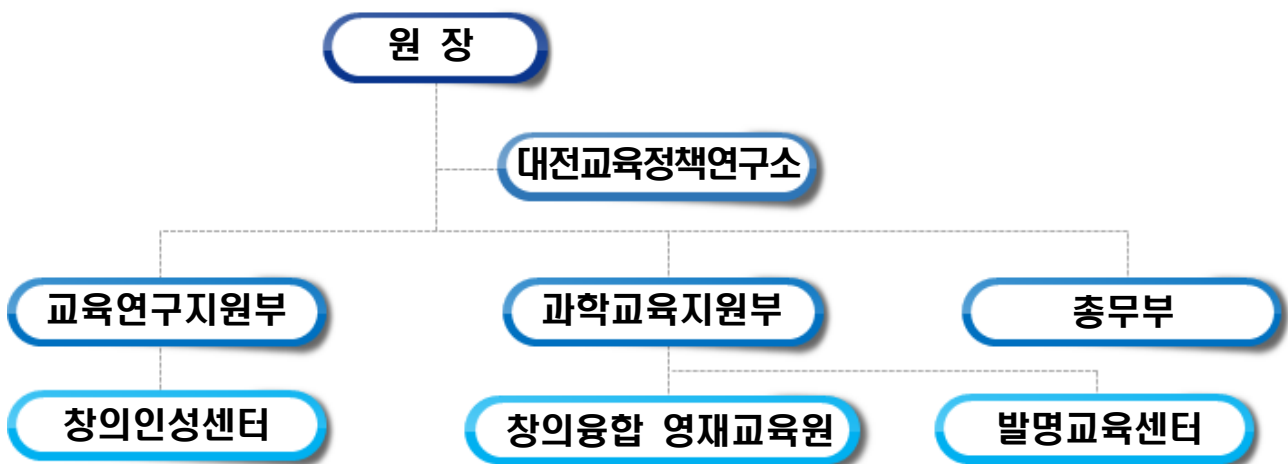 원 장
대전교육정책연구소
교육연구지원부
과학교육지원부
총무부
창의인성센터
창의융합 영재교육원
발명교육센터